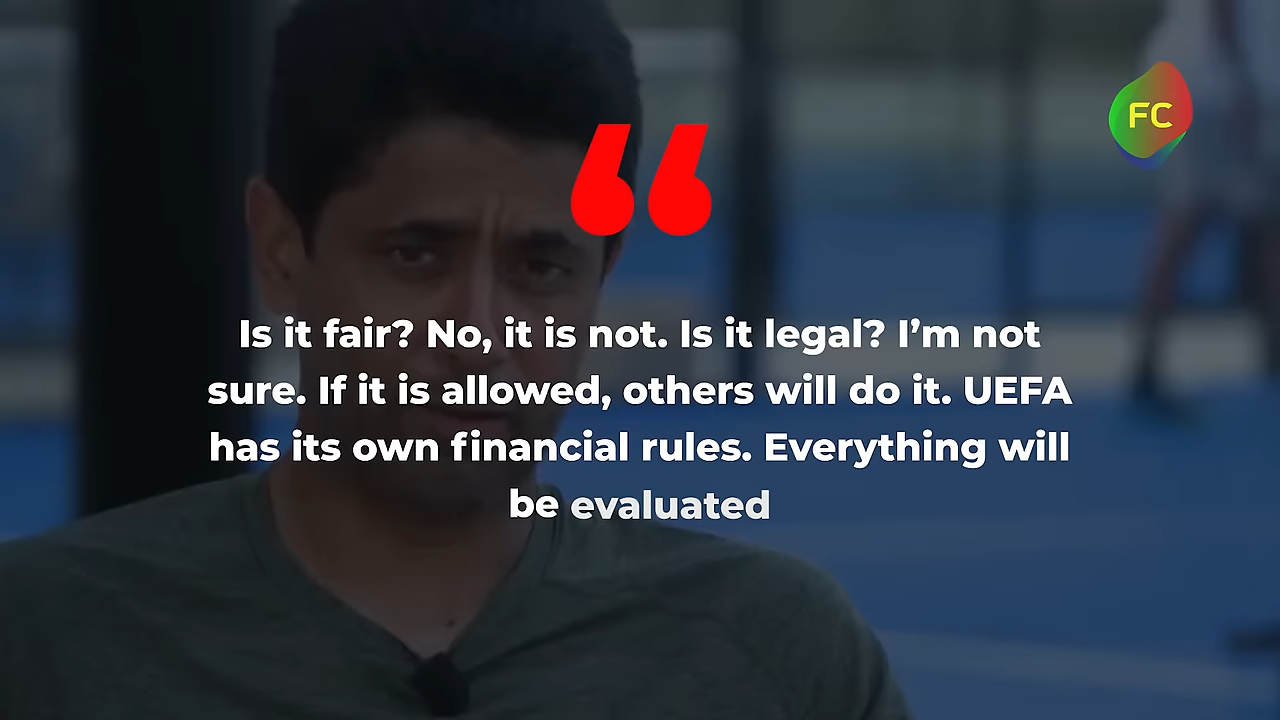 FC
“
Is it fair? No, it is not. Is it legal? I’m not
sure. If it is allowed, others will do it. UEFA
has its own financial rules. Everything will
be evaluated